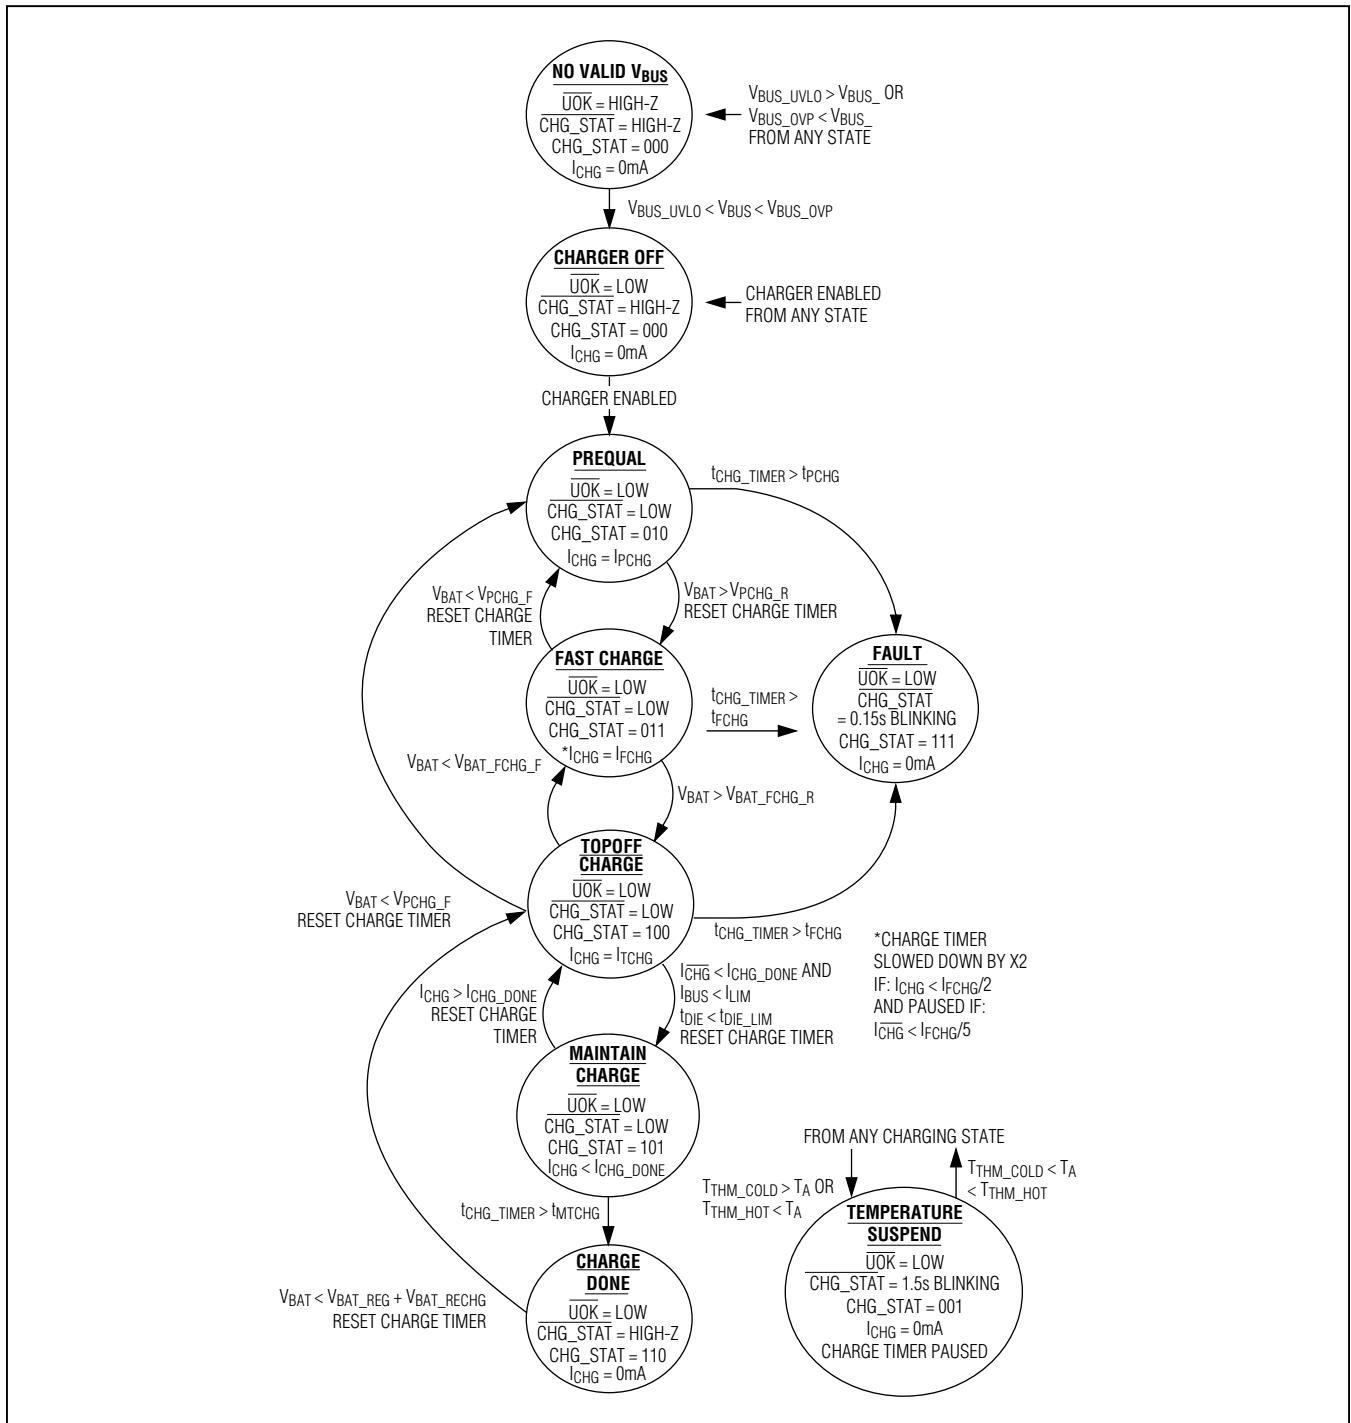 NO VALID VBUS
UOK = HIGH-Z
CHG_STAT = HIGH-Z
CHG_STAT = 000
ICHG = 0mA
VBUS_UVLO > VBUS_ OR
VBUS_OVP < VBUS_
FROM ANY STATE
VBUS_UVLO < VBUS < VBUS_OVP
CHARGER OFF
UOK = LOW
CHG_STAT = HIGH-Z
CHG_STAT = 000
ICHG = 0mA
CHARGER ENABLED
FROM ANY STATE
CHARGER ENABLED
PREQUAL
UOK = LOW
CHG_STAT = LOW
CHG_STAT = 010
ICHG = IPCHG
tCHG_TIMER > tPCHG
VBAT < VPCHG_F
RESET CHARGE
TIMER
VBAT > VPCHG_R
RESET CHARGE TIMER
FAST CHARGE
UOK = LOW
CHG_STAT = LOW
CHG_STAT = 011
*ICHG = IFCHG
tCHG_TIMER >
tFCHG
FAULT
UOK = LOW
CHG_STAT
= 0.15s BLINKING
CHG_STAT = 111
ICHG = 0mA
VBAT < VBAT_FCHG_F
VBAT > VBAT_FCHG_R
TOPOFF
CHARGE
UOK = LOW
CHG_STAT = LOW
CHG_STAT = 100
ICHG = ITCHG
VBAT < VPCHG_F
RESET CHARGE TIMER
tCHG_TIMER > tFCHG
*CHARGE TIMER
SLOWED DOWN BY X2
IF: ICHG < IFCHG/2
AND PAUSED IF:
ICHG < IFCHG/5
ICHG > ICHG_DONE
RESET CHARGE
TIMER
ICHG < ICHG_DONE AND
IBUS < ILIM
tDIE < tDIE_LIM
RESET CHARGE TIMER
MAINTAIN
CHARGE
UOK = LOW
CHG_STAT = LOW
CHG_STAT = 101
ICHG < ICHG_DONE
tCHG_TIMER > tMTCHG
CHARGE
DONE
UOK = LOW
CHG_STAT = HIGH-Z
CHG_STAT = 110
ICHG = 0mA
VBAT < VBAT_REG + VBAT_RECHG
RESET CHARGE TIMER
FROM ANY CHARGING STATE
TTHM_COLD > TA OR
TTHM_HOT < TA
TTHM_COLD < TA
< TTHM_HOT
TEMPERATURE
SUSPEND
UOK = LOW
CHG_STAT = 1.5s BLINKING
CHG_STAT = 001
ICHG = 0mA
CHARGE TIMER PAUSED